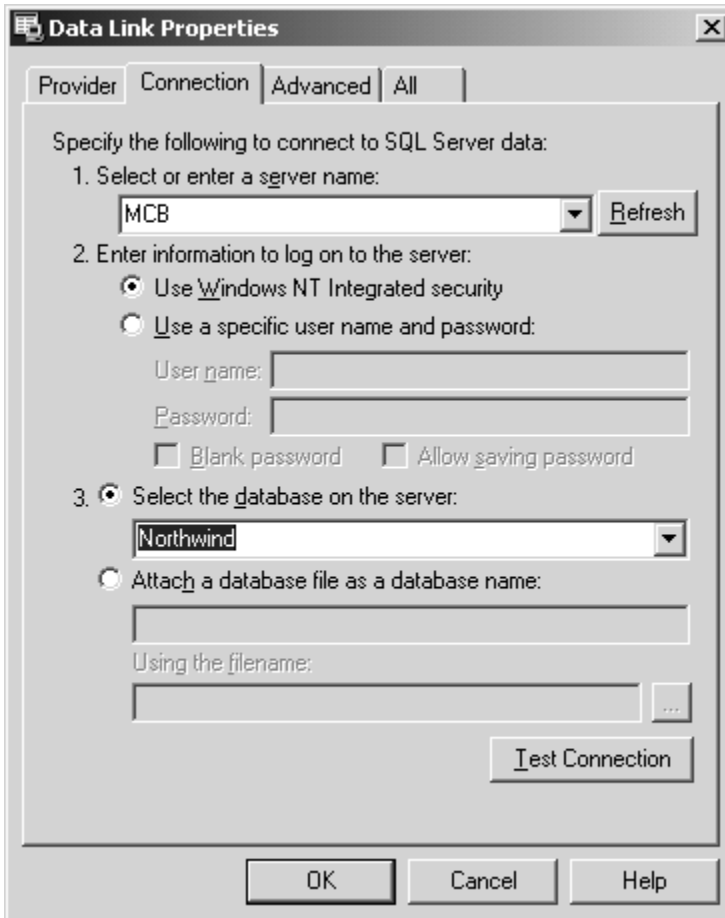 Data Link Properties
Provider Connection Advanced All
Specify the following to connect to SQL Server data:
1. Select or enter a server name:
MCB Refresh
2. Enter information to log on to the server:
Use Windows NT Integrated security
Use a specific user name and password:
User name:
Password:
Blank password Allow saving password
3. Select the database on the server:
Northwind
Attach a database file as a database name:
Using the filename:
...
Test Connection
OK Cancel Help